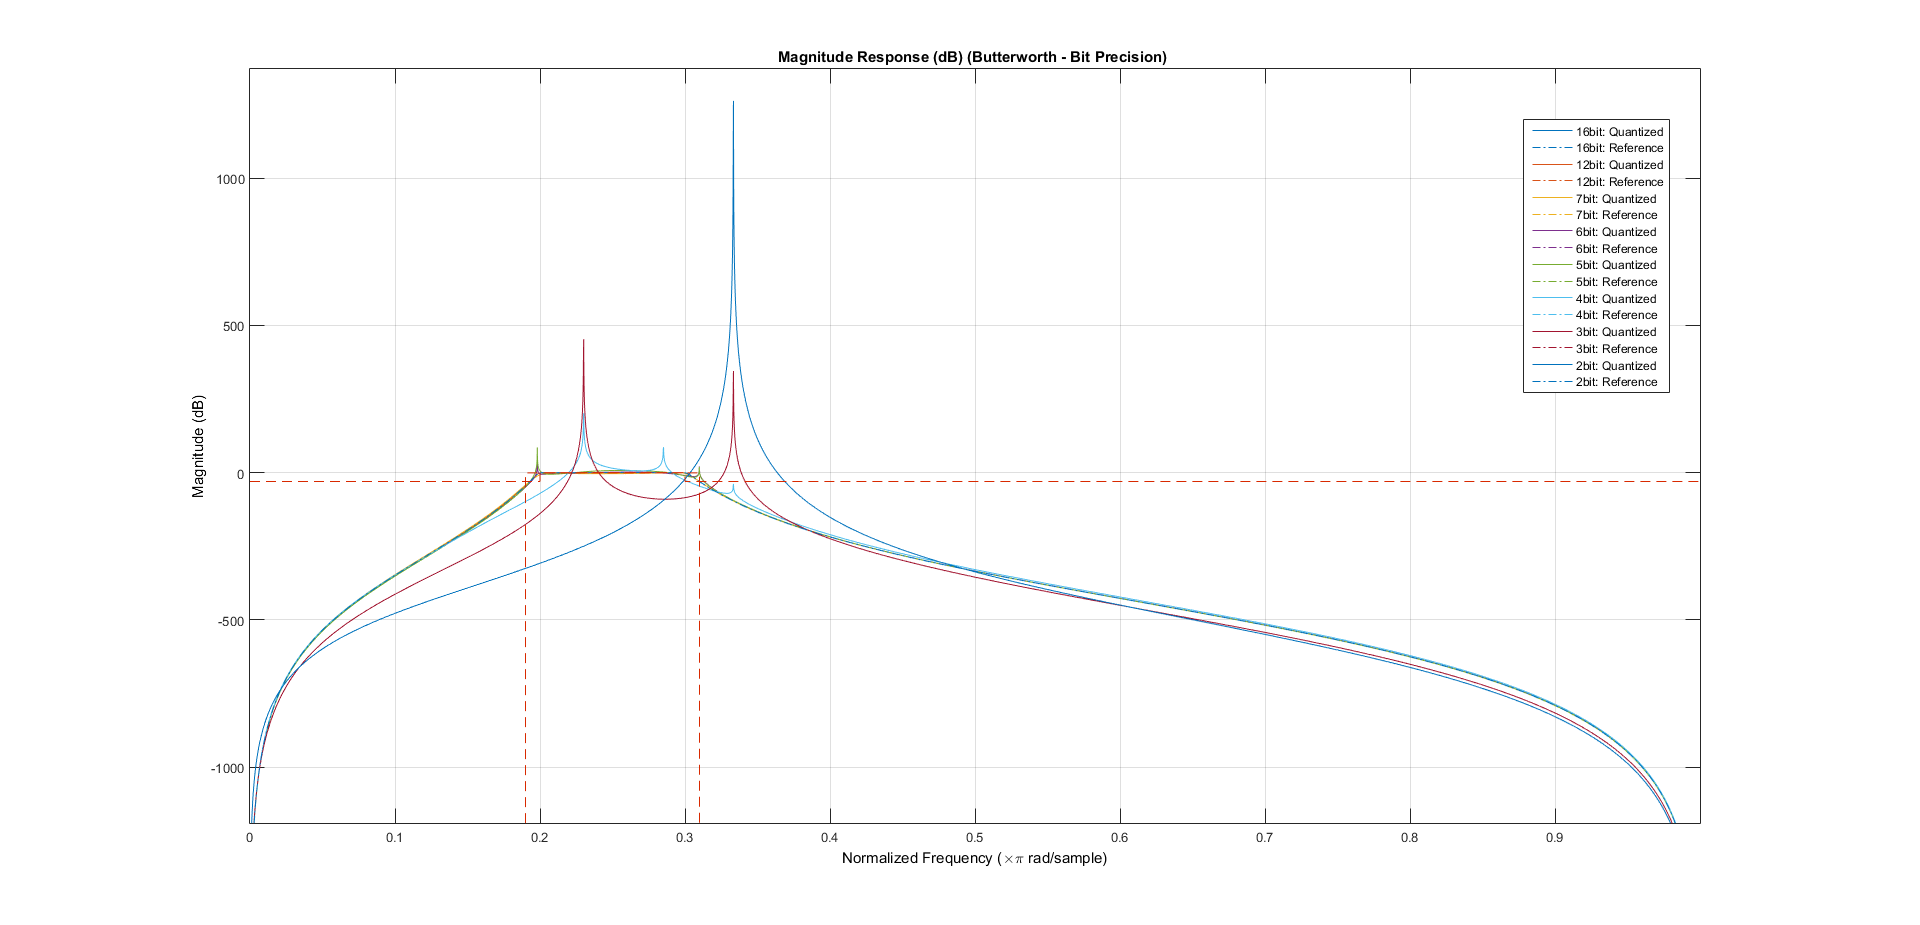 Magnitude Response (dB) (Butterworth - Bit Precision)
1000
500
0
-500
-1000
Magnitude (dB)
0
0.1
0.2
0.3
0.4
0.5
0.6
0.7
0.8
0.9
Normalized Frequency (×π rad/sample)
16bit: Quantized
16bit: Reference
12bit: Quantized
12bit: Reference
7bit: Quantized
7bit: Reference
6bit: Quantized
6bit: Reference
5bit: Quantized
5bit: Reference
4bit: Quantized
4bit: Reference
3bit: Quantized
3bit: Reference
2bit: Quantized
2bit: Reference